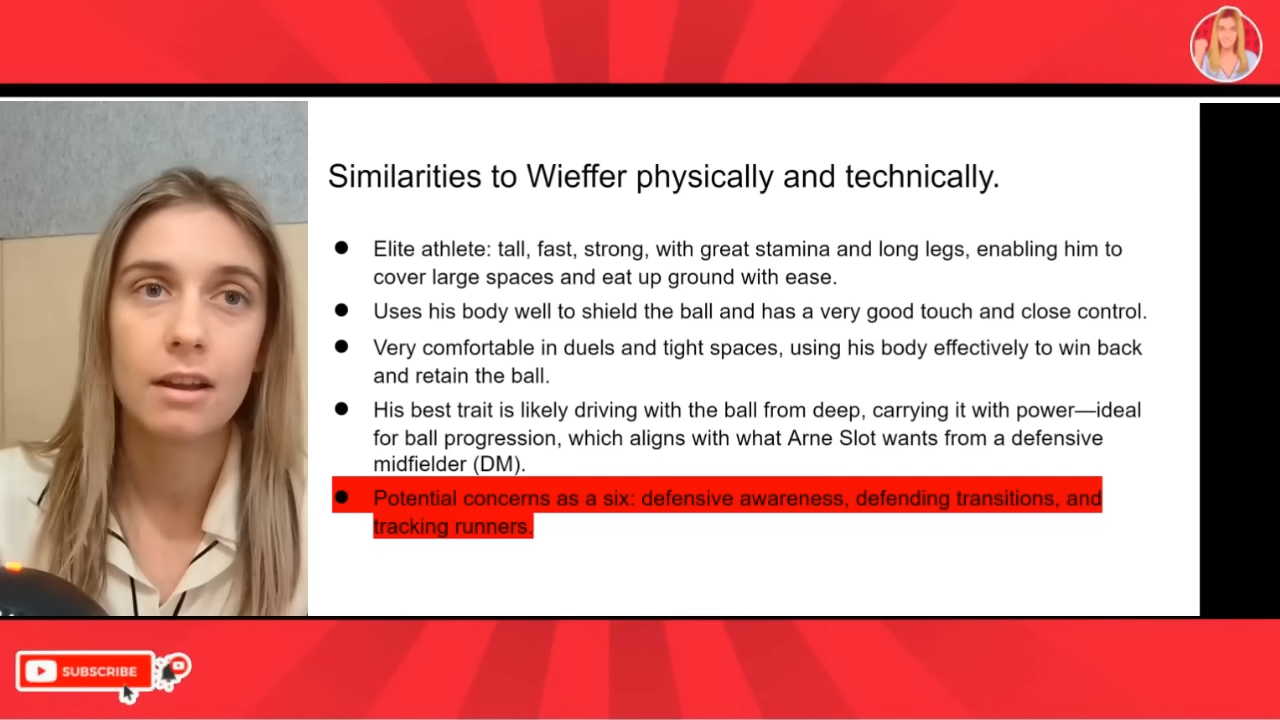 Similarities to Wieffer physically and technically.
● Elite athlete: tall, fast, strong, with great stamina and long legs, enabling him to
cover large spaces and eat up ground with ease.
● Uses his body well to shield the ball and has a very good touch and close control.
● Very comfortable in duels and tight spaces, using his body effectively to win back
and retain the ball.
● His best trait is likely driving with the ball from deep, carrying it with power—ideal
for ball progression, which aligns with what Arne Slot wants from a defensive
midfielder (DM).
● Potential concerns as a six: defensive awareness, defending transitions, and
tracking runners.
SUBSCRIBE